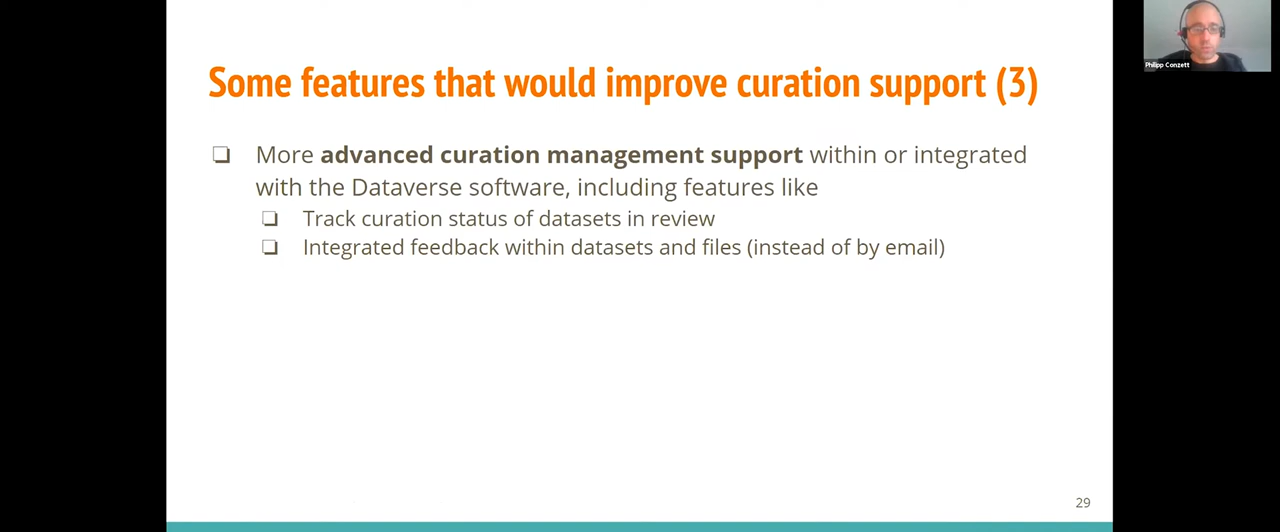 Some features that would improve curation support (3)
Philipp Conzett
❏ More advanced curation management support within or integrated
with the Dataverse software, including features like
❏ Track curation status of datasets in review
❏ Integrated feedback within datasets and files (instead of by email)
29